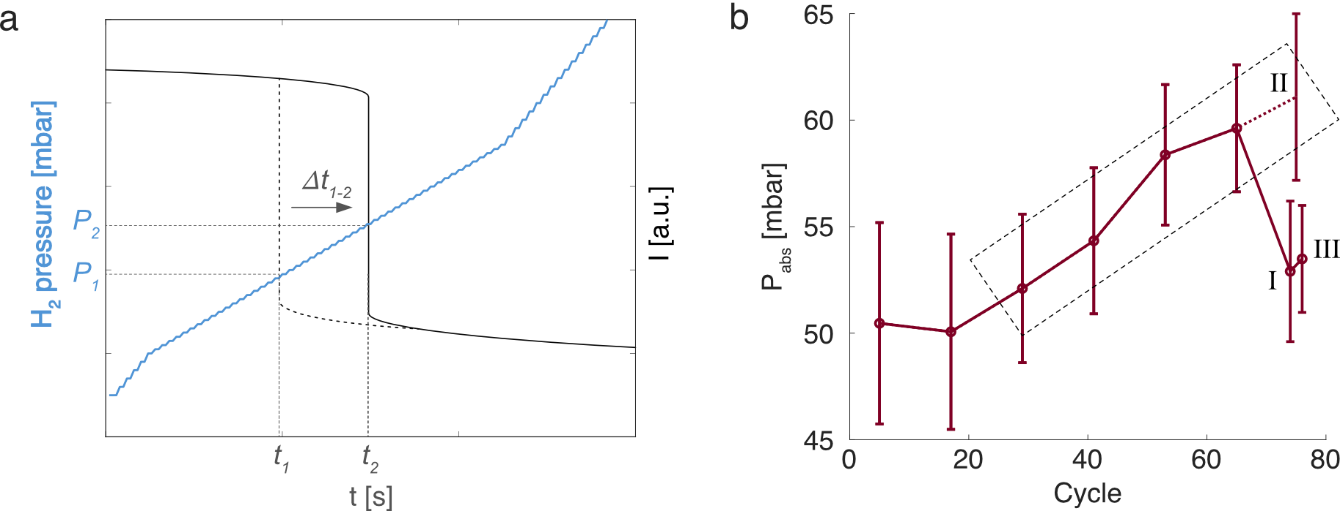 a
H2 pressure [mbar]
P2
P1
Δt1-2
I [a.u.]
t1
t2
t [s]
b
65
60
55
50
45
Pabs [mbar]
II
I
III
0
20
40
60
80
Cycle